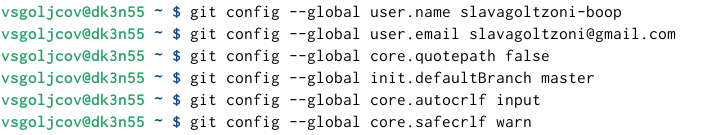 vsgoljcov@dk3n55 ~ $ git config --global user.name slavagoltzoni-boop
vsgoljcov@dk3n55 ~ $ git config --global user.email slavagoltzoni@gmail.com
vsgoljcov@dk3n55 ~ $ git config --global core.quotepath false
vsgoljcov@dk3n55 ~ $ git config --global init.defaultBranch master
vsgoljcov@dk3n55 ~ $ git config --global core.autocrlf input
vsgoljcov@dk3n55 ~ $ git config --global core.safecrlf warn